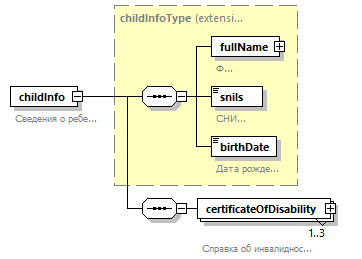 childInfoType (extensi...
fullName
Ф...
childInfo
Сведения о ребе...
snils
СНИ...
birthDate
Дата рожде...
certificateOfDisability
1..3
Справка об инвалиднос...